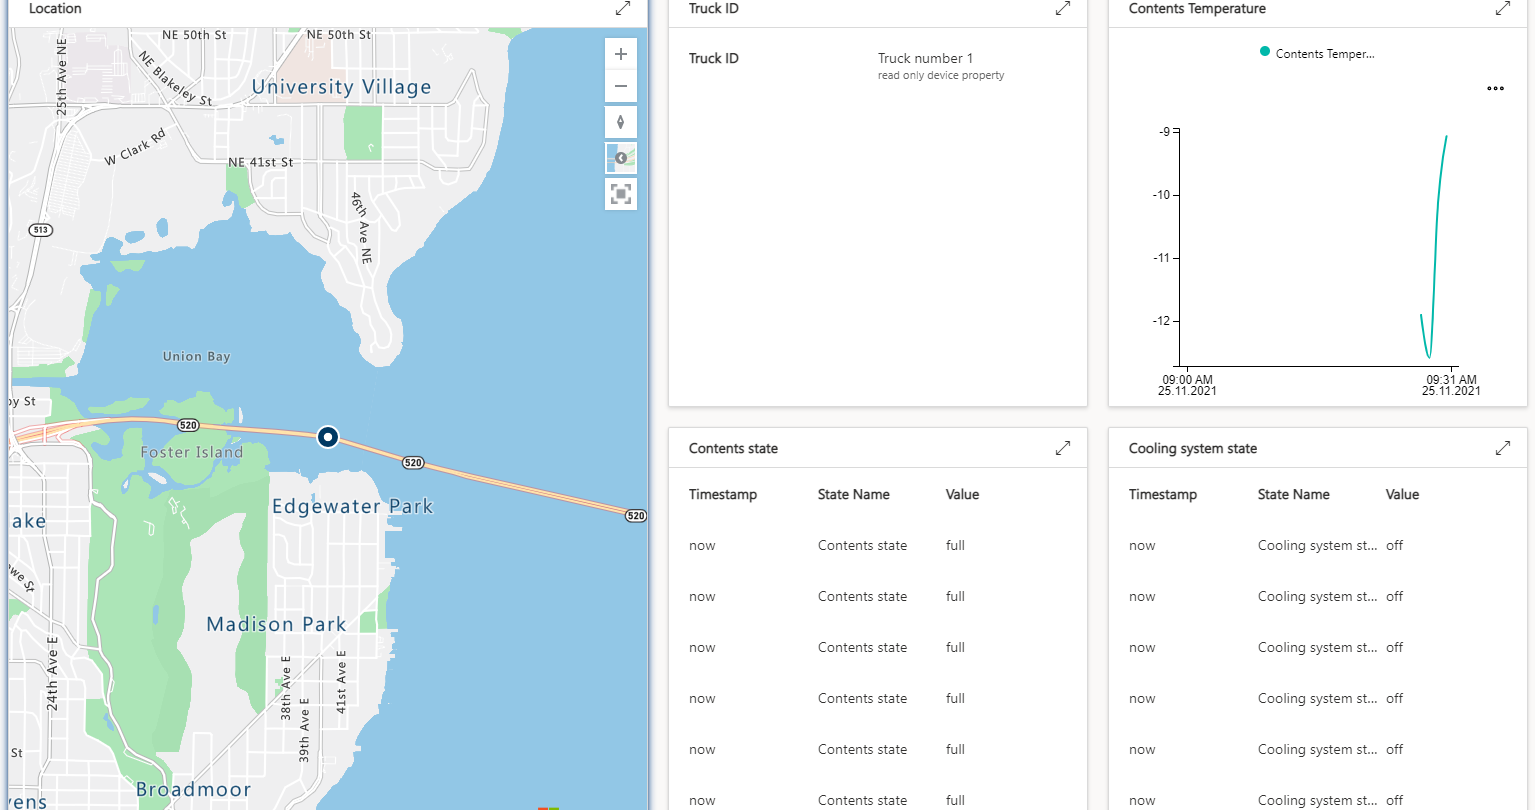 Location
NE 50th St
NE 50th St
25th Ave NE
NE Blakeley St
University Village
W Clark Rd
NE 41st St
46th Ave NE
513
Union Bay
520
Foster Island
520
520
Edgewater Park
Madison Park
24th Ave E
38th Ave E
39th Ave E
41st Ave E
St
Broadmoor
Truck ID
Truck ID
Truck number 1
read only device property
Contents Temperature
Contents Temper...
-9
-10
-11
-12
09:00 AM
25.11.2021
09:31 AM
25.11.2021
Contents state
Timestamp State Name Value
now Contents state full
now Contents state full
now Contents state full
now Contents state full
now Contents state full
now Contents state full
Cooling system state
Timestamp State Name Value
now Cooling system st... off
now Cooling system st... off
now Cooling system st... off
now Cooling system st... off
now Cooling system st... off
now Cooling system st... off